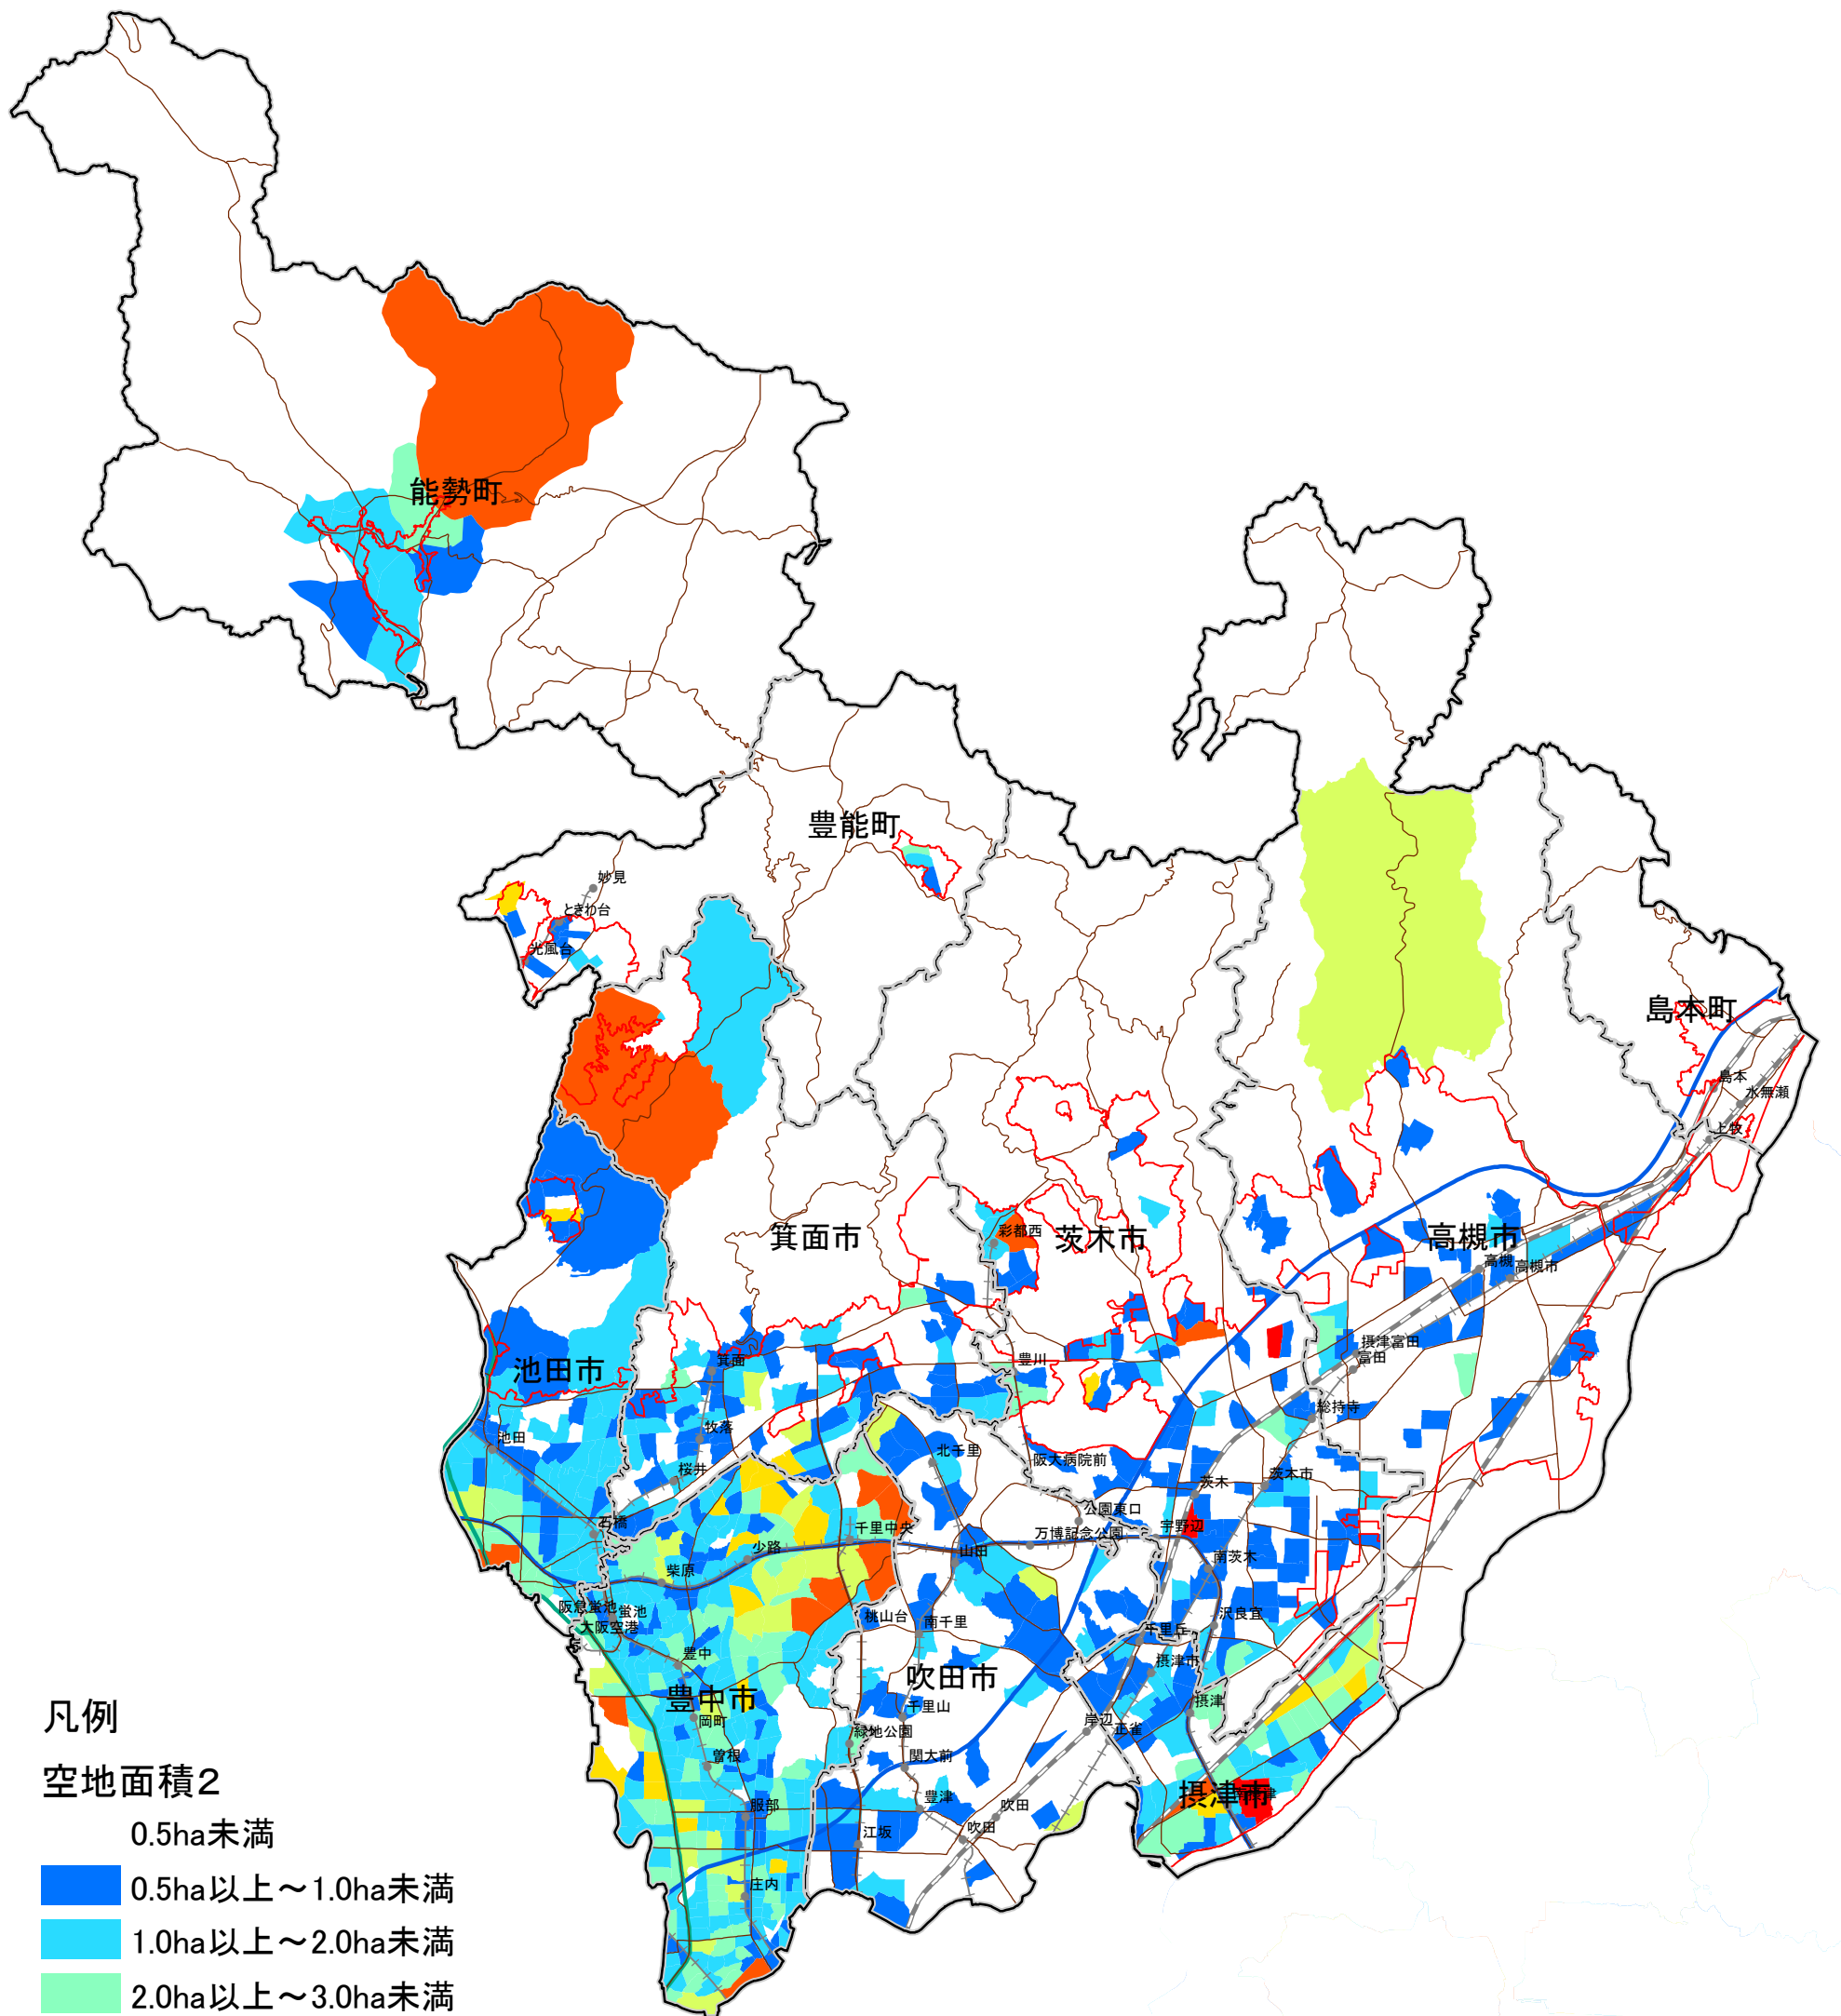 能勢町
豊能町
妙見
ときわ台
光風台
島本町
島本
水無瀬
上牧
箕面市
彩都西
茨木市
高槻市
高槻
高槻市
池田市
箕面
豊川
摂津富田
富田
総持寺
牧落
池田
桜井
北千里
阪大病院前
茨木
茨木市
石橋
千里中央
公園東口
万博記念公園
宇野辺
少路
山田
南茨木
柴原
阪急蛍池
蛍池
大阪空港
桃山台
南千里
沢良宜
千里丘
豊中
摂津市
吹田市
豊中市
岡町
千里山
摂津
緑地公園
岸辺
正雀
曽根
関大前
摂津市
服部
豊津
吹田
吹田
江坂
庄内
凡例
空地面積2
0.5ha未満
0.5ha以上～1.0ha未満
1.0ha以上～2.0ha未満
2.0ha以上～3.0ha未満